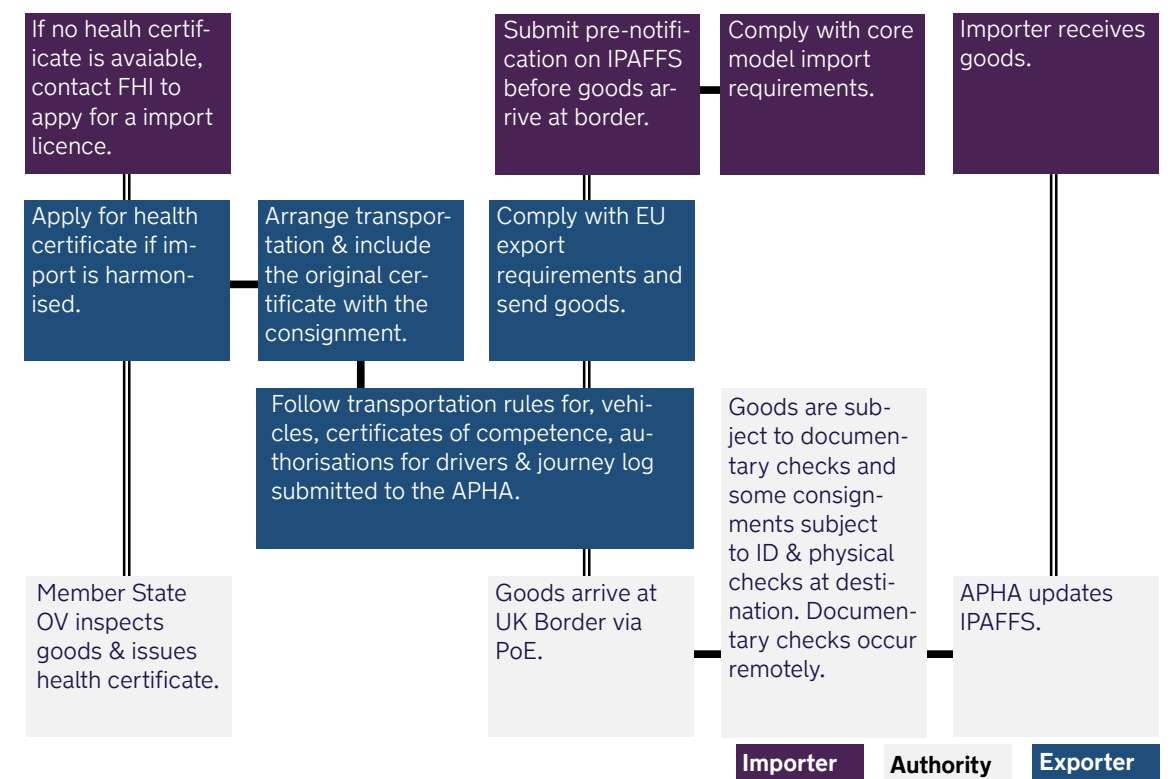 If no healh certif-
icate is avaiable,
contact FHI to
appy for a import
licence.
Submit pre-notifi-
cation on IPAFFS
before goods ar-
rive at border.
Comply with core
model import
requirements.
Importer receives
goods.
Apply for health
certificate if im-
port is harmon-
ised.
Arrange transpor-
tation & include
the original cer-
tificate with the
consignment.
Comply with EU
export
requirements and
send goods.
Follow transportation rules for, vehi-
cles, certificates of competence, au-
thorisations for drivers & journey log
submitted to the APHA.
Goods are sub-
ject to documen-
tary checks and
some consign-
ments subject
to ID & physical
checks at desti-
nation. Documen-
tary checks occur
remotely.
Member State
OV inspects
goods & issues
health certificate.
Goods arrive at
UK Border via
PoE.
APHA updates
IPAFFS.
Importer
Authority
Exporter